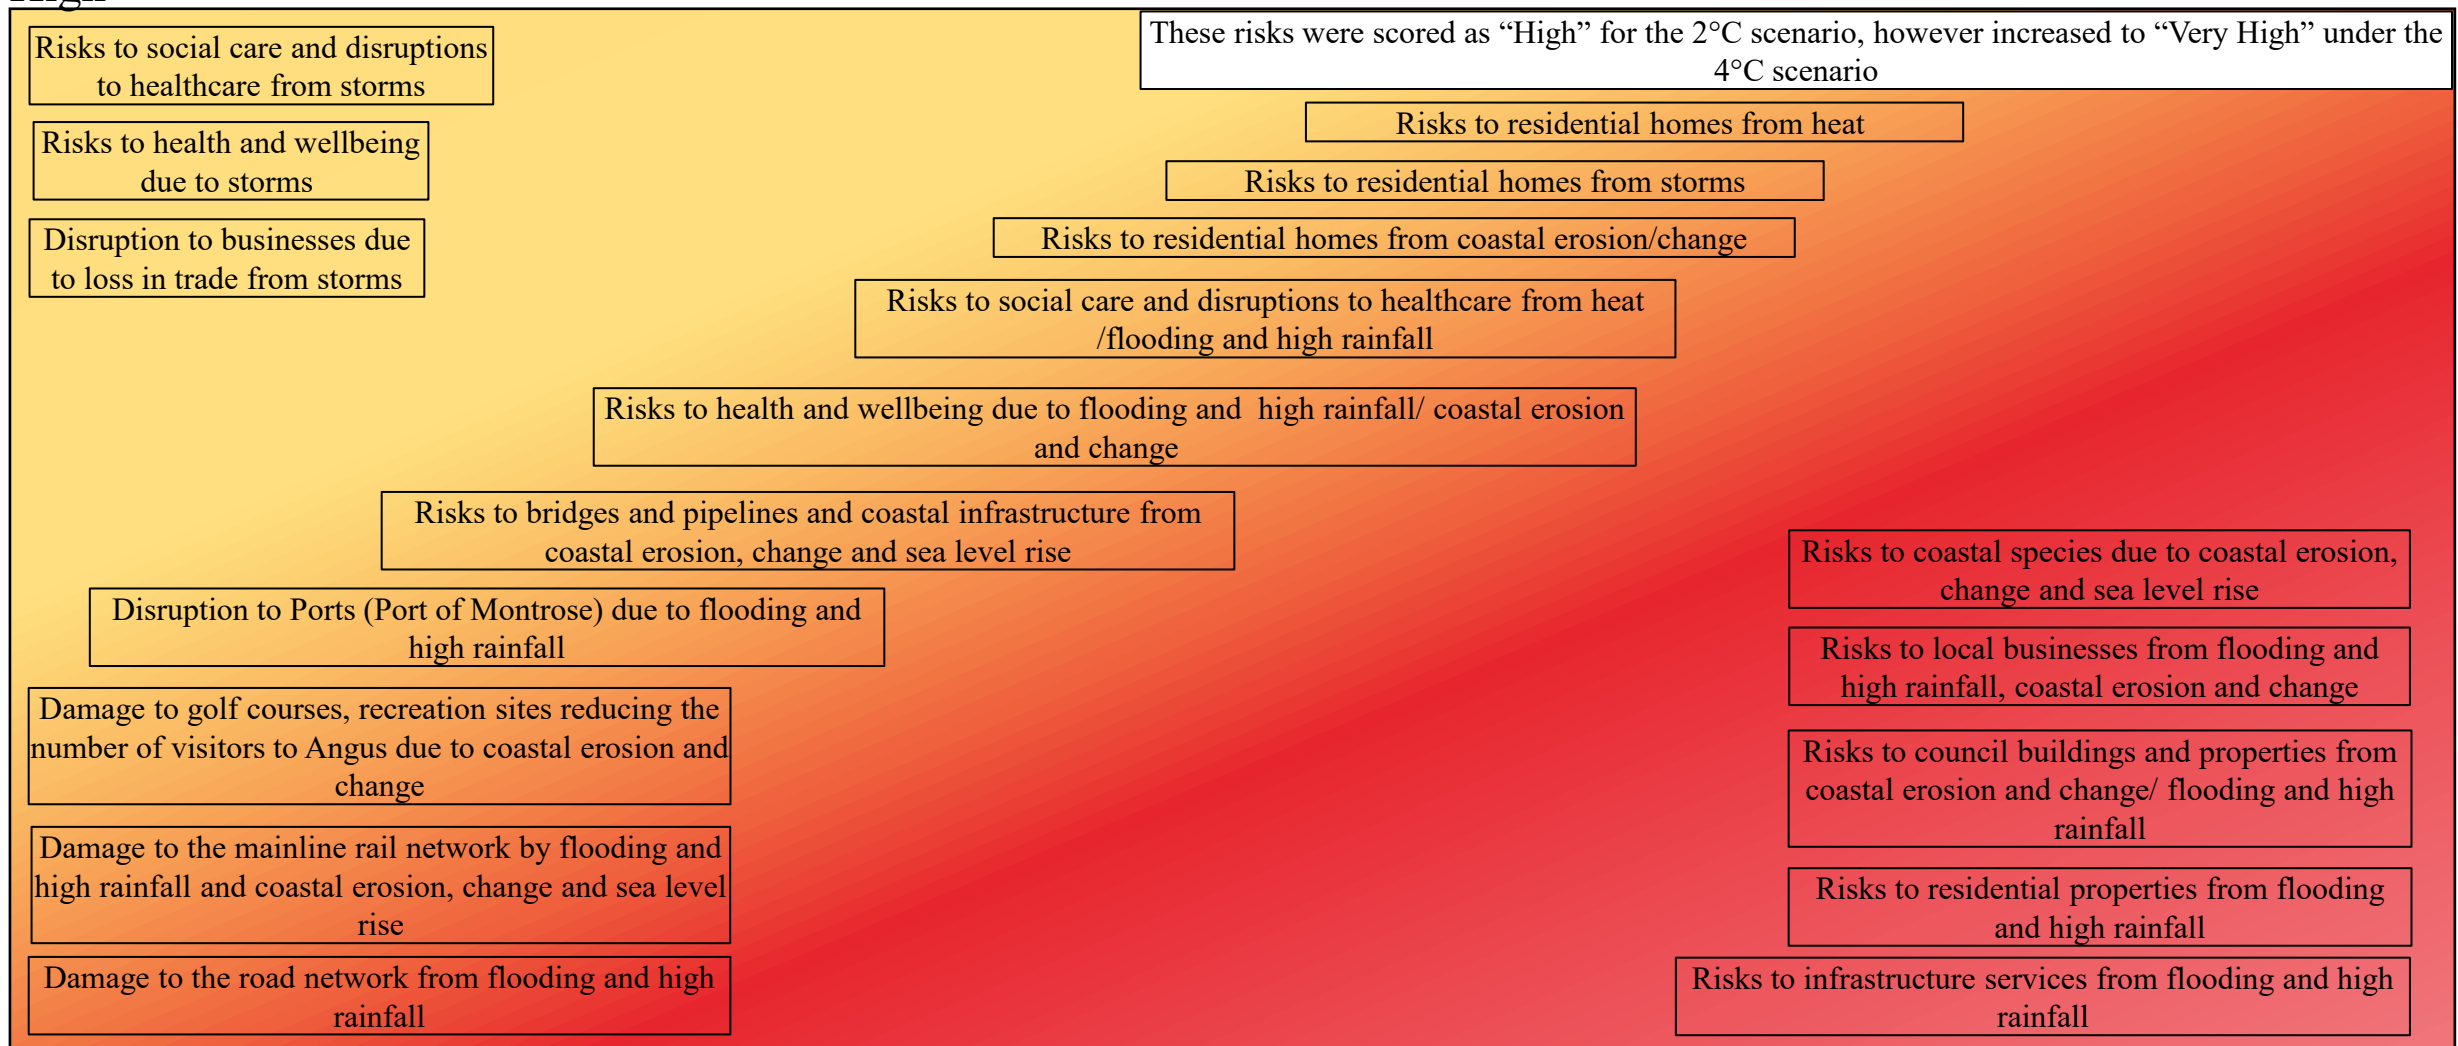 High
Risks to social care and disruptions
to healthcare from storms
These risks were scored as “High” for the 2°C scenario, however increased to “Very High” under the
4°C scenario
Risks to residential homes from heat
Risks to health and wellbeing
due to storms
Risks to residential homes from storms
Disruption to businesses due
to loss in trade from storms
Risks to residential homes from coastal erosion/change
Risks to social care and disruptions to healthcare from heat
/flooding and high rainfall
Risks to health and wellbeing due to flooding and  high rainfall/ coastal erosion
and change
Risks to bridges and pipelines and coastal infrastructure from
coastal erosion, change and sea level rise
Risks to coastal species due to coastal erosion,
change and sea level rise
Disruption to Ports (Port of Montrose) due to flooding and
high rainfall
Risks to local businesses from flooding and
high rainfall, coastal erosion and change
Damage to golf courses, recreation sites reducing the
number of visitors to Angus due to coastal erosion and
change
Risks to council buildings and properties from
coastal erosion and change/ flooding and high
rainfall
Damage to the mainline rail network by flooding and
high rainfall and coastal erosion, change and sea level
rise
Risks to residential properties from flooding
and high rainfall
Damage to the road network from flooding and high
rainfall
Risks to infrastructure services from flooding and high
rainfall